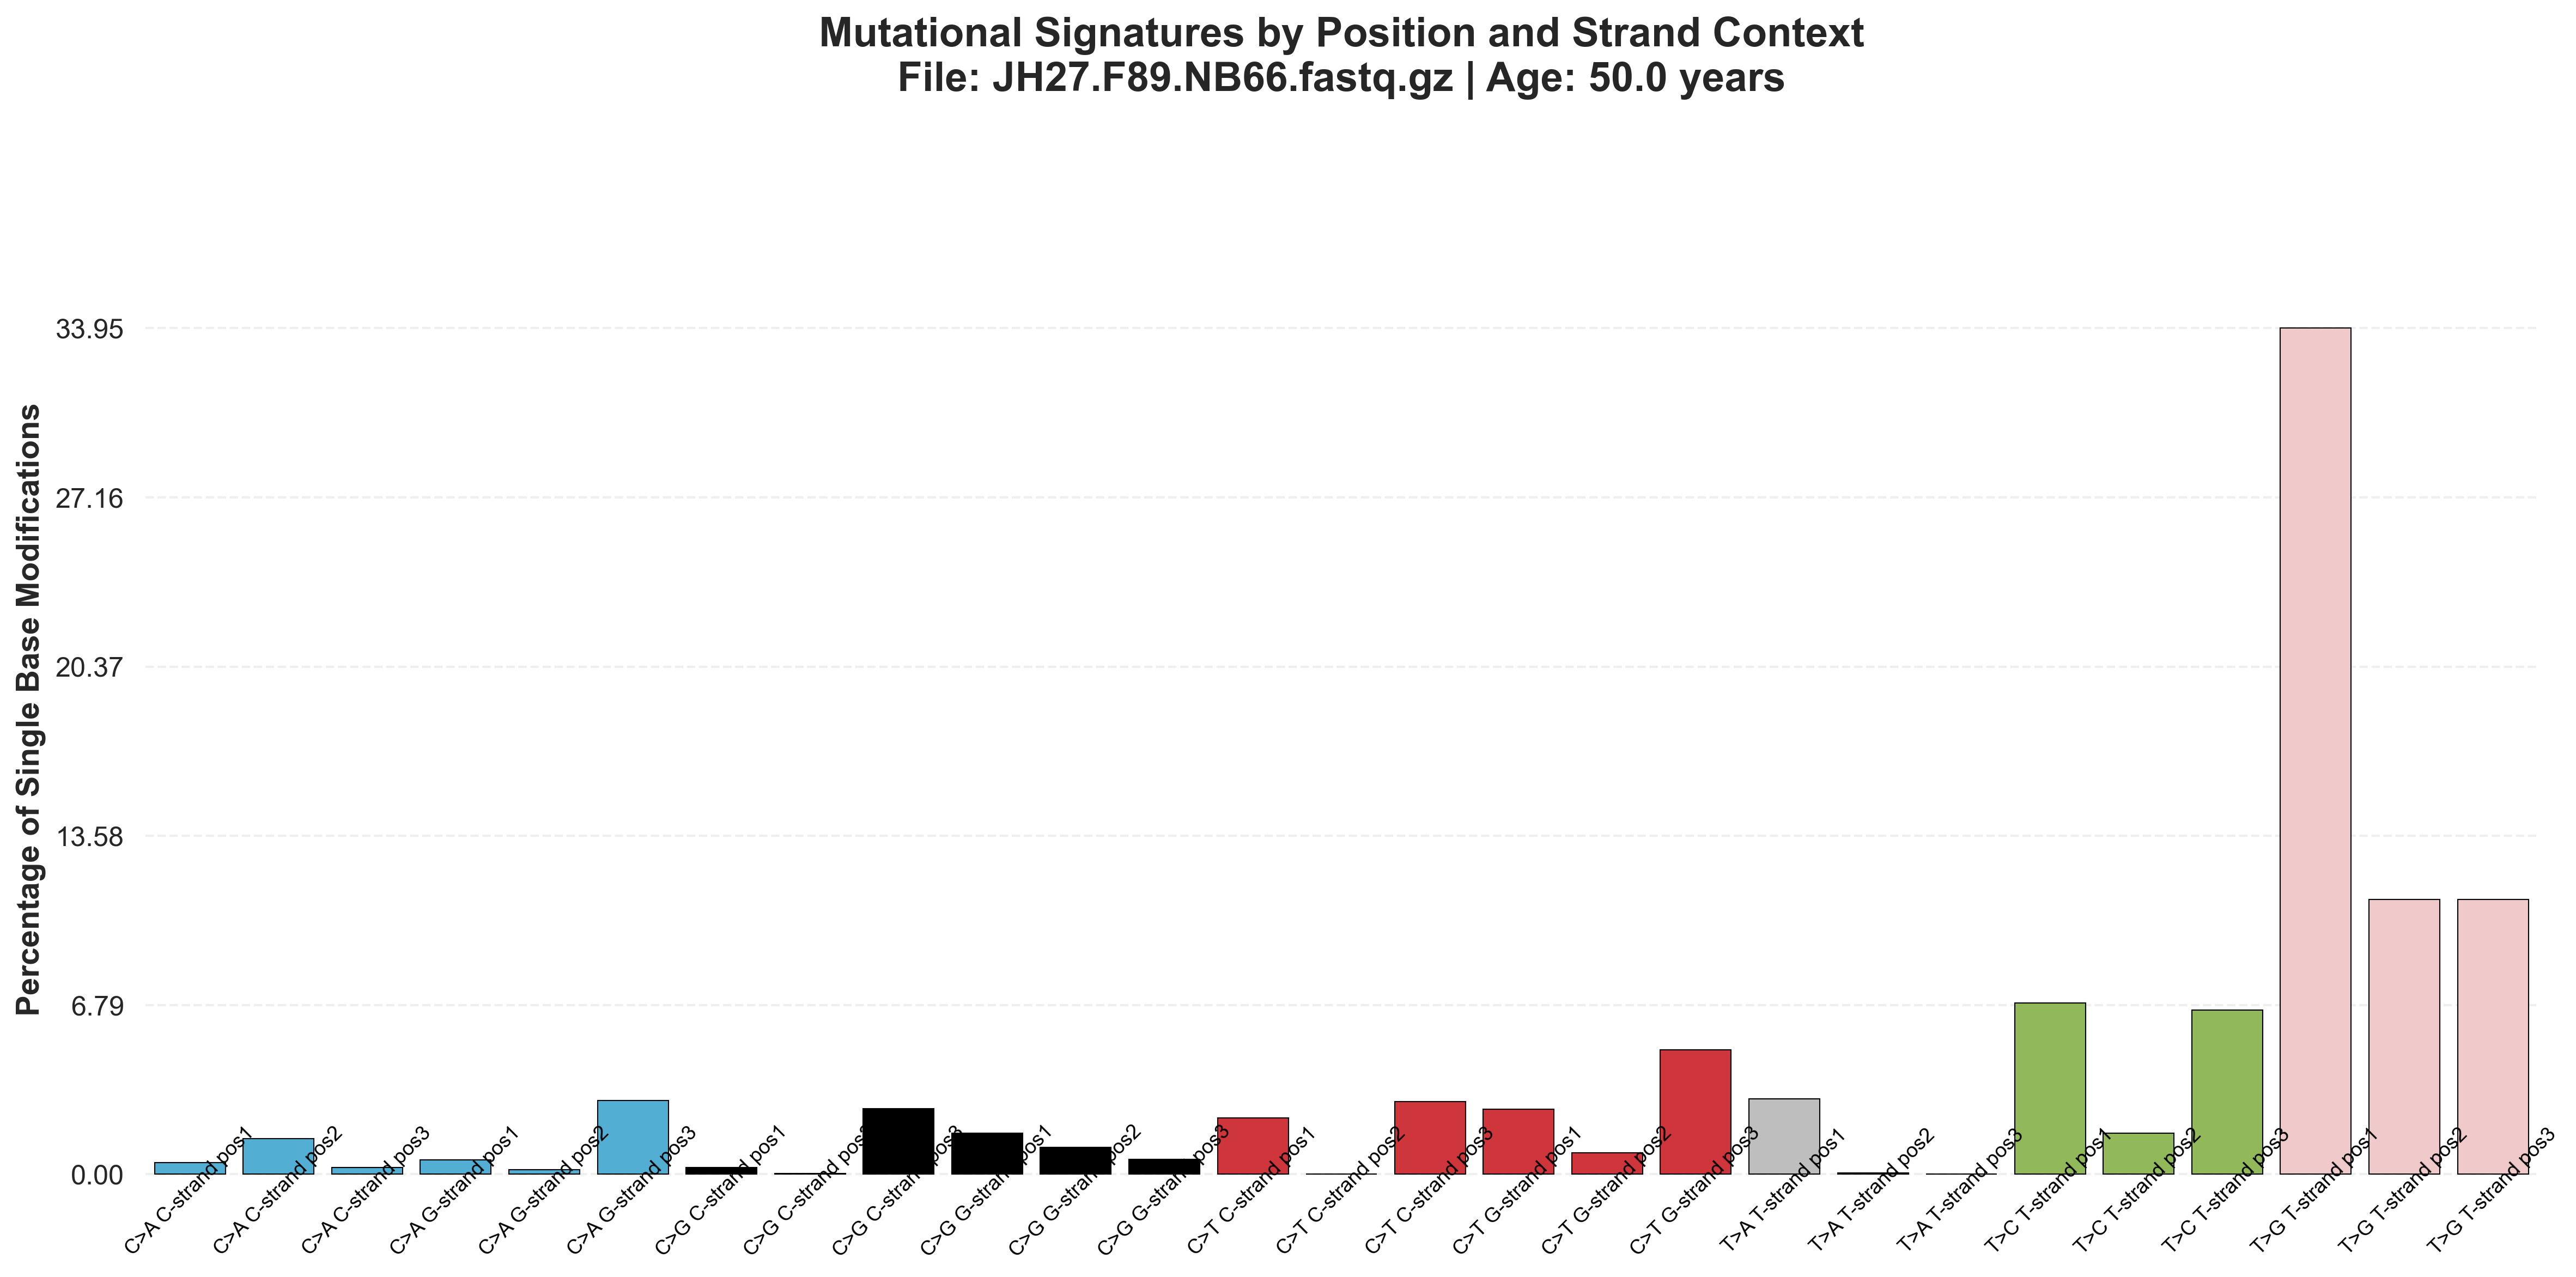 Mutational Signatures by Position and Strand Context
File: JH27.F89.NB66.fastq.gz | Age: 50.0 years
Percentage of Single Base Modifications
33.95
27.16
20.37
13.58
6.79
0.00
C>A C-strand pos1
C>A C-strand pos2
C>A C-strand pos3
C>A G-strand pos1
C>A G-strand pos2
C>A G-strand pos3
C>G C-strand pos1
C>G C-strand pos2
C>G C-strand pos3
C>G G-strand pos1
C>G G-strand pos2
C>G G-strand pos3
C>T C-strand pos1
C>T C-strand pos2
C>T C-strand pos3
C>T G-strand pos1
C>T G-strand pos2
C>T G-strand pos3
T>A T-strand pos1
T>A T-strand pos2
T>A T-strand pos3
T>C T-strand pos1
T>C T-strand pos2
T>C T-strand pos3
T>G T-strand pos1
T>G T-strand pos2
T>G T-strand pos3